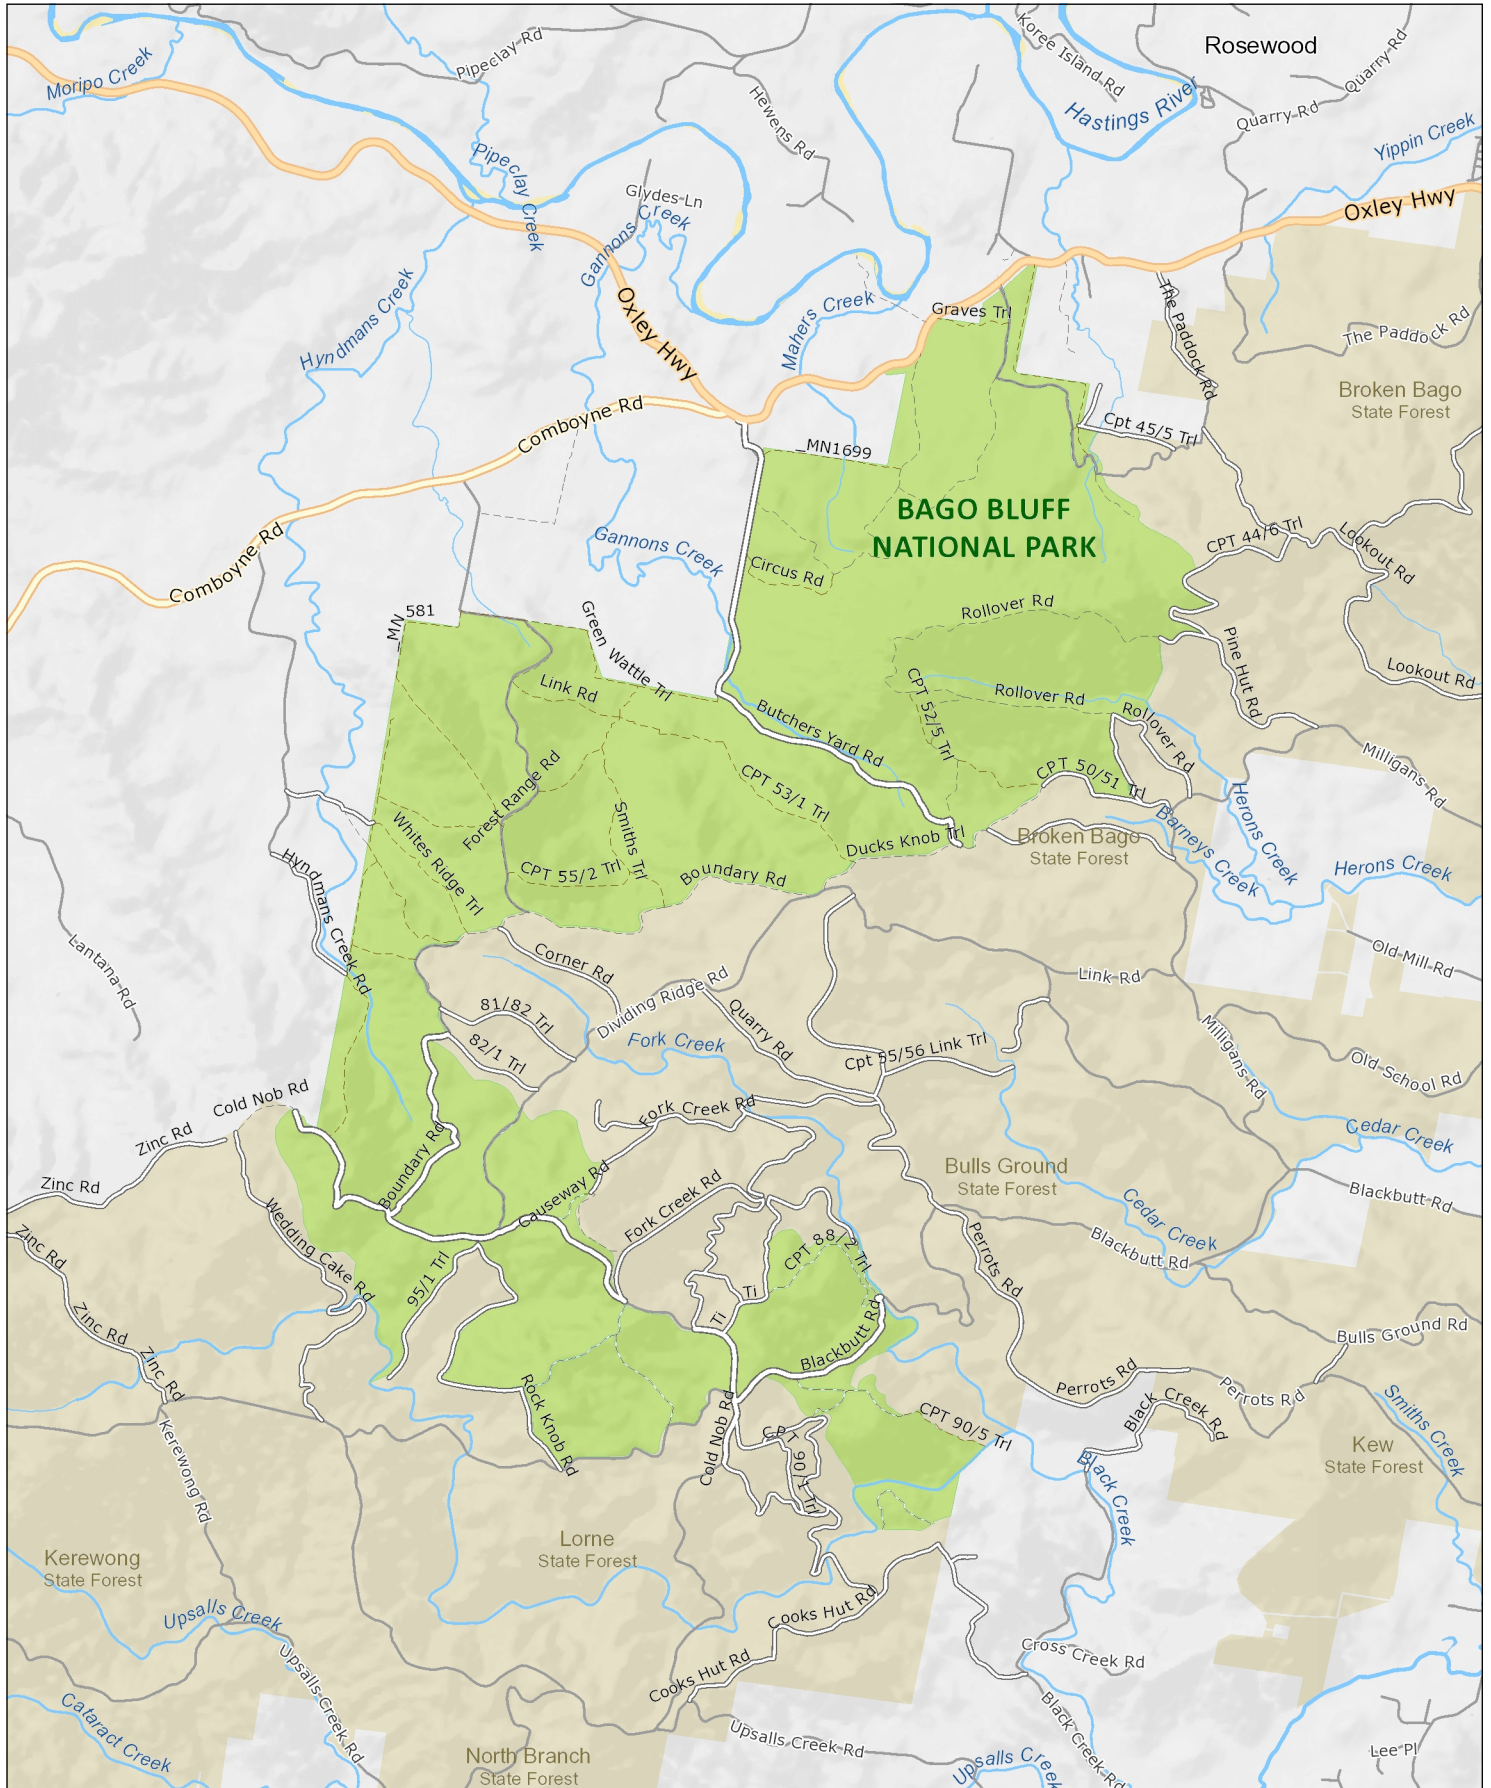 Rosewood
Pipeclay Rd
Koree Island Rd
Quarry Rd
Moripo Creek
Hewens Rd
Hastings River
Quarry Rd
Yippin Creek
Pipeclay Creek
Glydes Ln
Gannons Creek
Oxley Hwy
Hyndmans Creek
Oxley Hwy
Mahers Creek
Graves Trl
The Paddock Rd
The Paddock Rd
Broken Bago
State Forest
Comboyne Rd
Cpt 45/5 Trl
_MN1699
BAGO BLUFF
NATIONAL PARK
Comboyne Rd
Gannons Creek
CPT 44/6 Trl
Lookout Rd
Circus Rd
_MN_581
Green Wattle Trl
Rollover Rd
Pine Hut Rd
Lookout Rd
Link Rd
CPT 52/5 Trl
Rollover Rd
Rollover Rd
Butchers Yard Rd
Milligans Rd
Forest Range Rd
CPT 53/1 Trl
CPT 50/51 Trl
Herons Creek
Whites Ridge Trl
Smiths Trl
Ducks Knob Trl
Broken Bago
State Forest
Barneys Creek
Herons Creek
CPT 55/2 Trl
Boundary Rd
Hyndmans Creek Rd
Lantana Rd
Corner Rd
Dividing Ridge Rd
Link Rd
Old Mill Rd
81/82 Trl
Quarry Rd
82/1 Trl
Fork Creek
Cpt 55/56 Link Trl
Milligans Rd
Old School Rd
Cold Nob Rd
Fork Creek Rd
Zinc Rd
Boundary Rd
Cedar Creek
Bulls Ground
State Forest
Zinc Rd
Causeway Rd
Fork Creek Rd
Cedar Creek
Blackbutt Rd
Wedding Cake Rd
Zinc Rd
CPT 88/2 Trl
Perrots Rd
Blackbutt Rd
95/1 Trl
Ti
Ti
Zinc Rd
Blackbutt Rd
Bulls Ground Rd
Zinc Rd
Rock Knob Rd
Perrots Rd
Perrots Rd
Smiths Creek
Cold Nob Rd
CPT 90/5 Trl
Black Creek Rd
Kerewong Rd
CPT 90/1 Trl
Black Creek
Kew
State Forest
Lorne
State Forest
Kerewong
State Forest
Upsalls Creek
Cooks Hut Rd
Upsalls Creek Rd
Cross Creek Rd
Cooks Hut Rd
Cataract Creek
Black Creek Rd
Upsalls Creek Rd
Lee Pl
North Branch
State Forest
Upsalls Creek